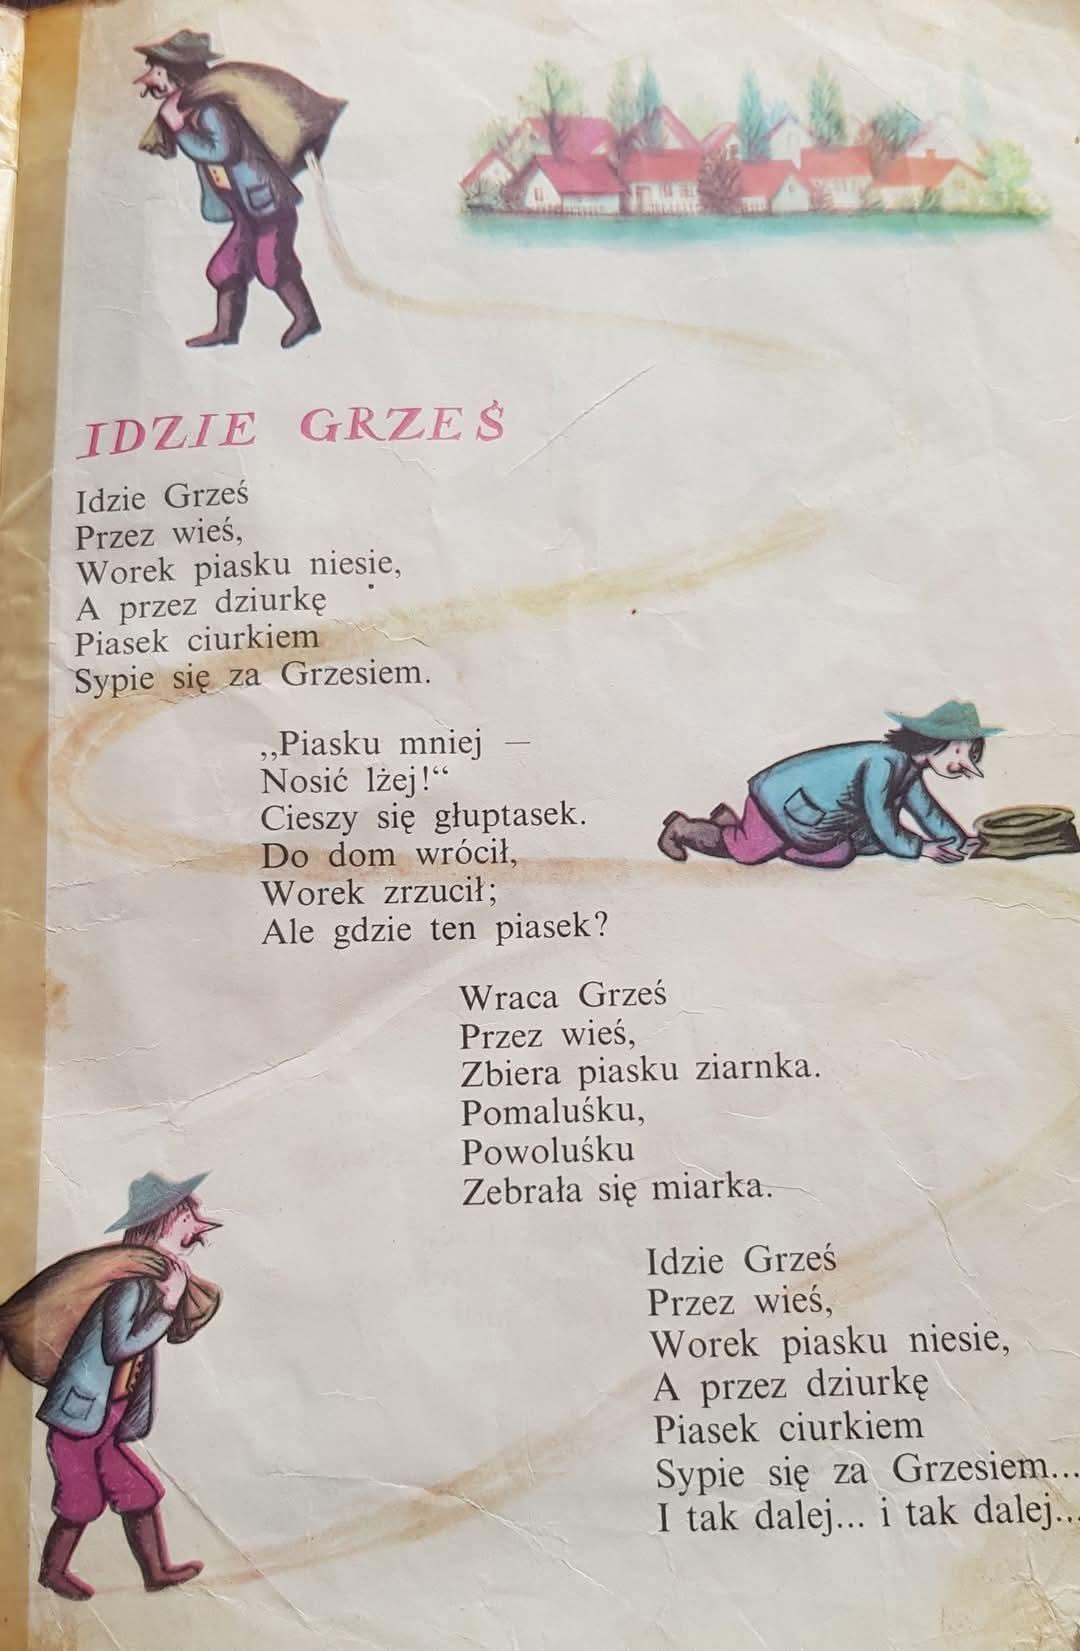 IDZIE GRZEŚ
Idzie Grześ
Przez wieś,
Worek piasku niesie,
A przez dziurkę
Piasek ciurkiem
Sypie się za Grzesiem.
,,Piasku mniej —
Nosić lżej!“
Cieszy się głuptasek.
Do dom wrócił,
Worek zrzucił;
Ale gdzie ten piasek?
Wraca Grześ
Przez wieś,
Zbiera piasku ziarnka.
Pomaluśku,
Powoluśku
Zebrała się miarka.
Idzie Grześ
Przez wieś,
Worek piasku niesie,
A przez dziurkę
Piasek ciurkiem
Sypie się za Grzesiem...
I tak dalej... i tak dalej...